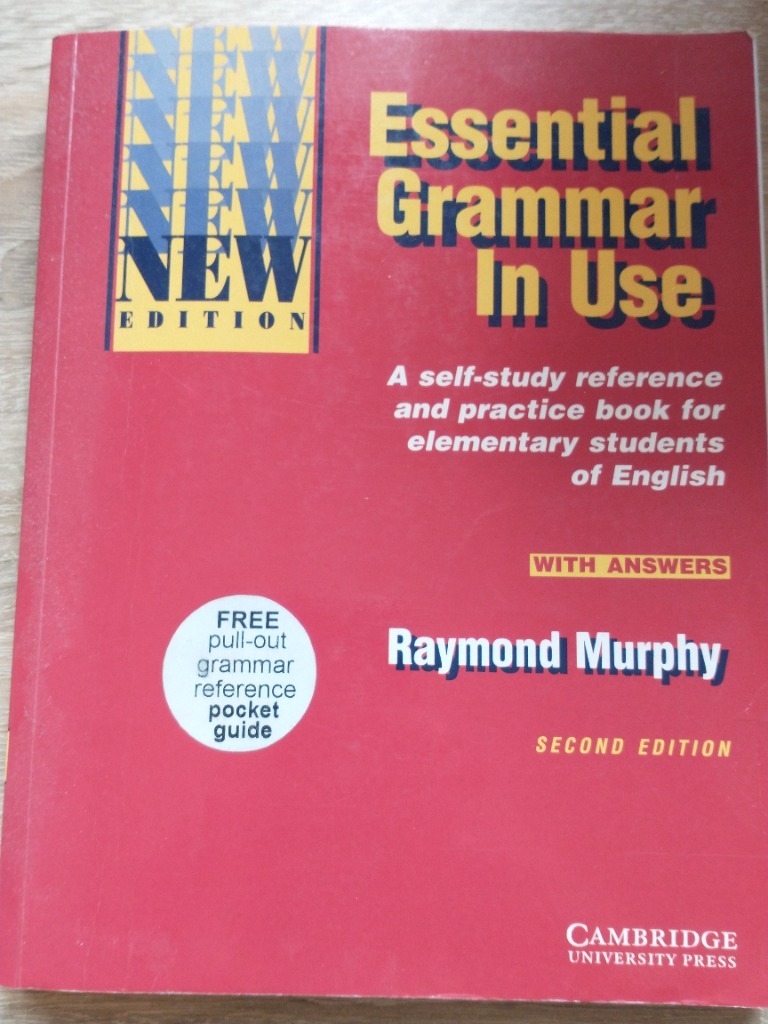 NEW
NEW
NEW
NEW
NEW
NEW
EDITION
Essential
Grammar
In Use
A self-study reference
and practice book for
elementary students
of English
WITH ANSWERS
Raymond Murphy
SECOND EDITION
FREE
pull-out
grammar
reference
pocket
guide
CAMBRIDGE
UNIVERSITY PRESS